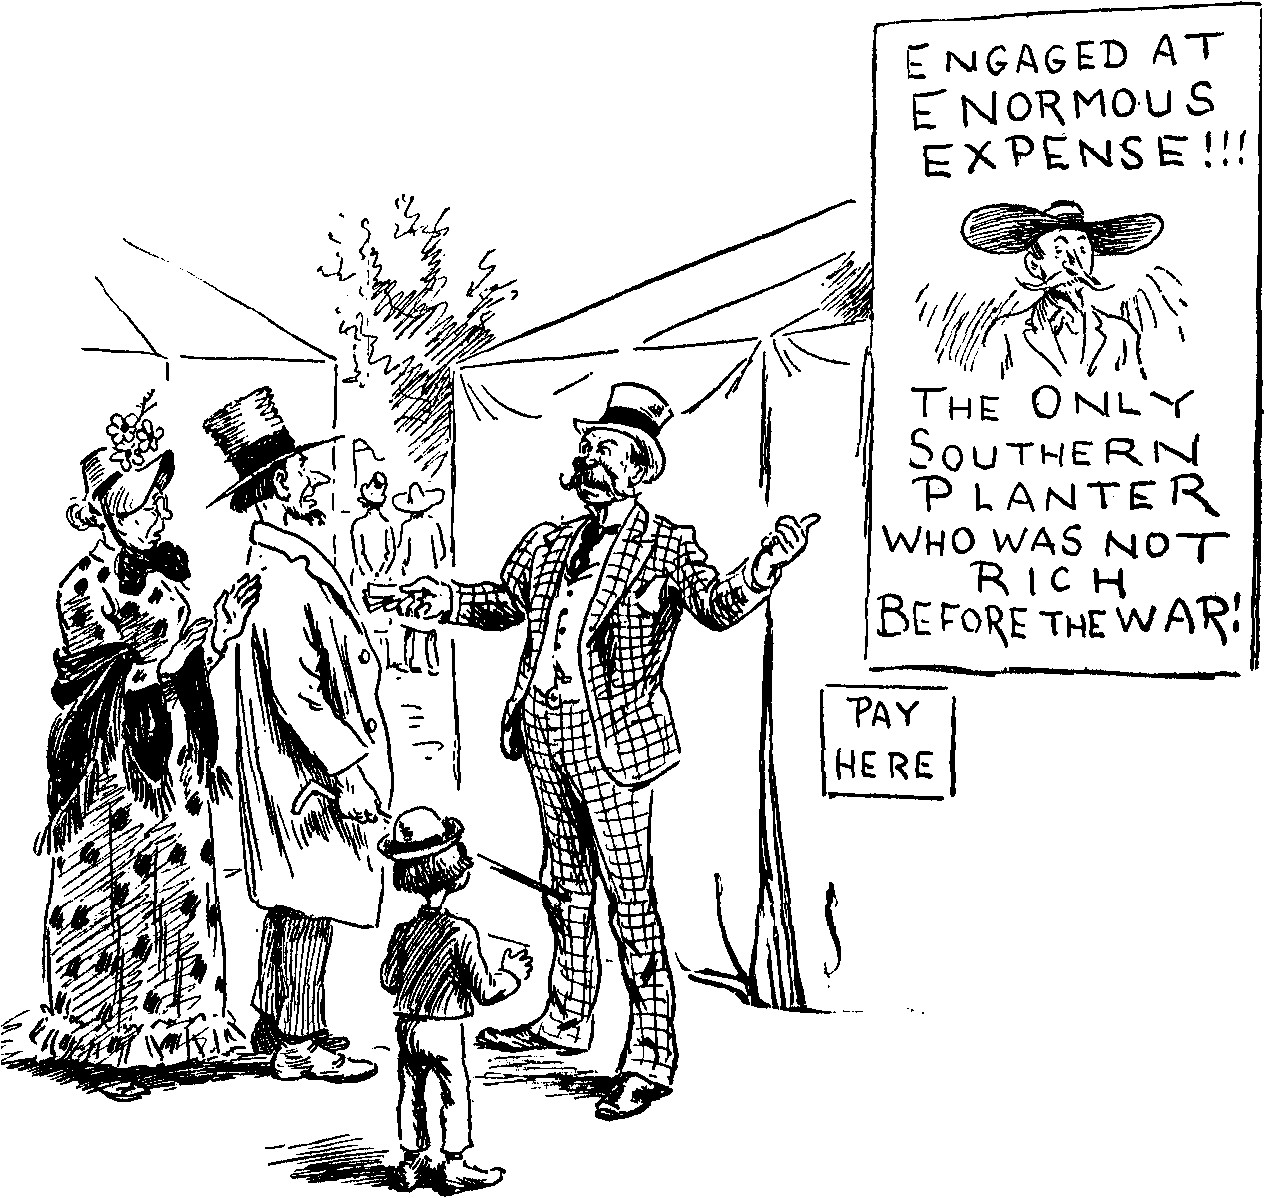 ENGAGED AT
ENORMOUS
EXPENSE!!!
THE ONLY
SOUTHERN
PLANTER
WHO WAS NOT
RICH
BEFORE THE WAR!
PAY
HERE